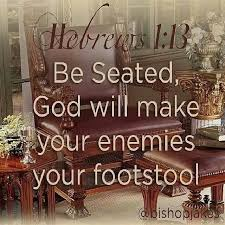 Hebrews 1:13
Be Seated,
God will make
your enemies
your footstool
@bishopjakes